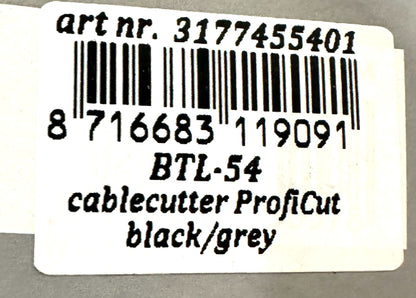 art nr. 3177455401
8 716683 119091
BTL-54
cablecutter ProfiCut
black/grey